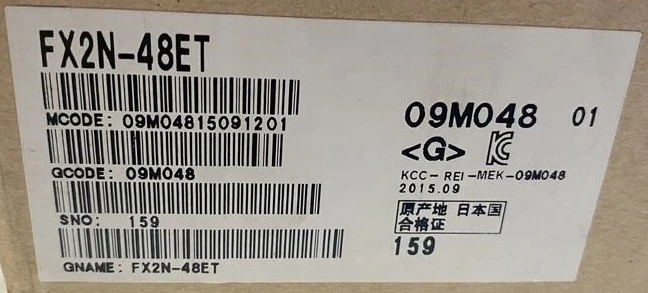 FX2N-48ET
MCODE: 09M04815091201
GCODE: 09M048
SNO: 159
GNAME: FX2N-48ET
09M048 01
<G>
KCC-REI-MEK-09M048
2015.09
原产地 日本国
合格证
159